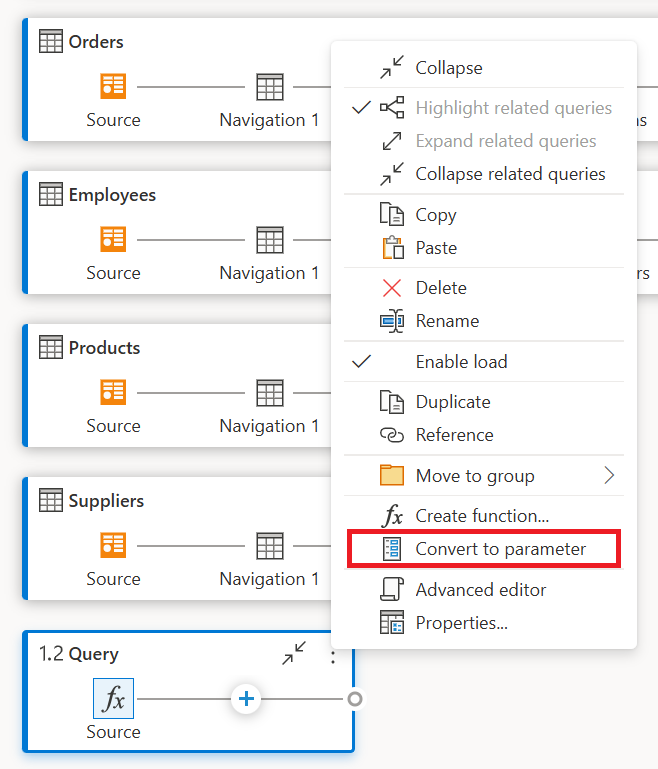 Orders
Source
Navigation 1
Employees
Source
Navigation 1
rs
Products
Source
Navigation 1
Suppliers
Source
Navigation 1
1.2 Query
fx
Source
Collapse
Highlight related queries
Expand related queries
Collapse related queries
Copy
Paste
Delete
Rename
Enable load
Duplicate
Reference
Move to group
fx Create function...
Convert to parameter
Advanced editor
Properties...